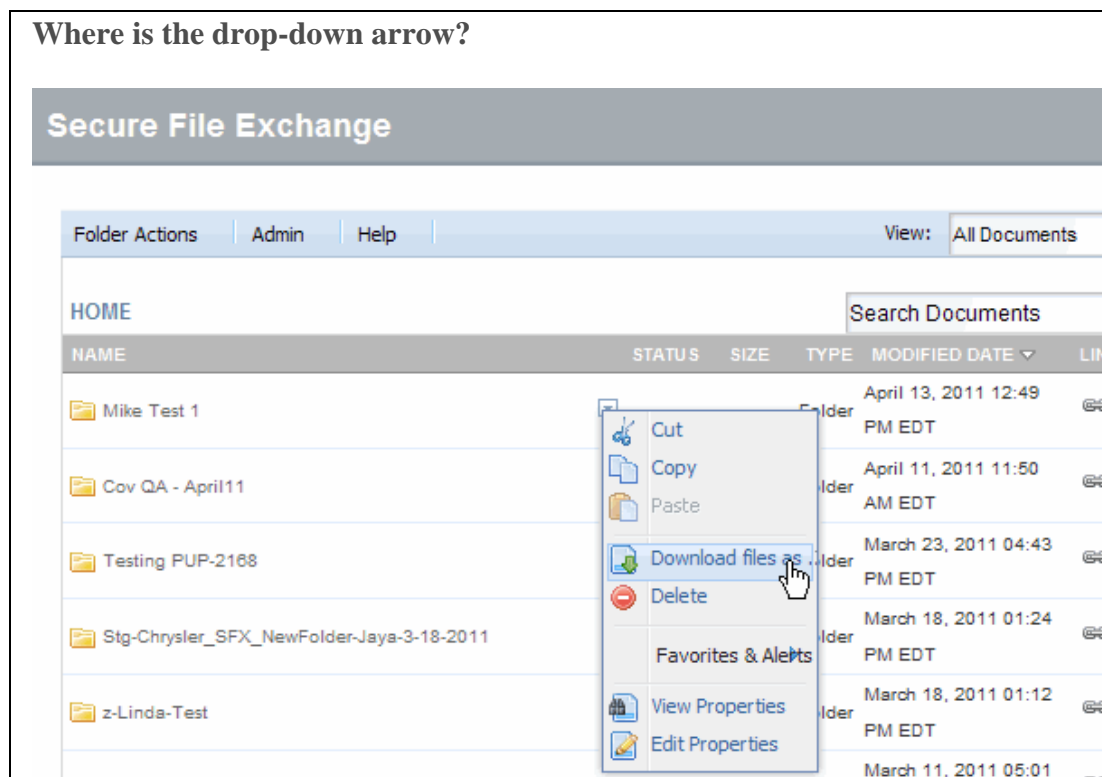 Where is the drop-down arrow?
Secure File Exchange
Folder Actions Admin Help View: All Documents
HOME Search Documents
NAME STATUS SIZE TYPE MODIFIED DATE
Mike Test 1 Folder April 13, 2011 12:49
PM EDT
Cut
Copy
Paste
Download files as
Delete
Favorites & Alerts
View Properties
Edit Properties
Cov QA - April11 April 11, 2011 11:50
AM EDT
Testing PUP-2168 March 23, 2011 04:43
PM EDT
Stg-Chrysler_SFX_NewFolder-Jaya-3-18-2011 March 18, 2011 01:24
PM EDT
z-Linda-Test March 18, 2011 01:12
PM EDT
March 11, 2011 05:01